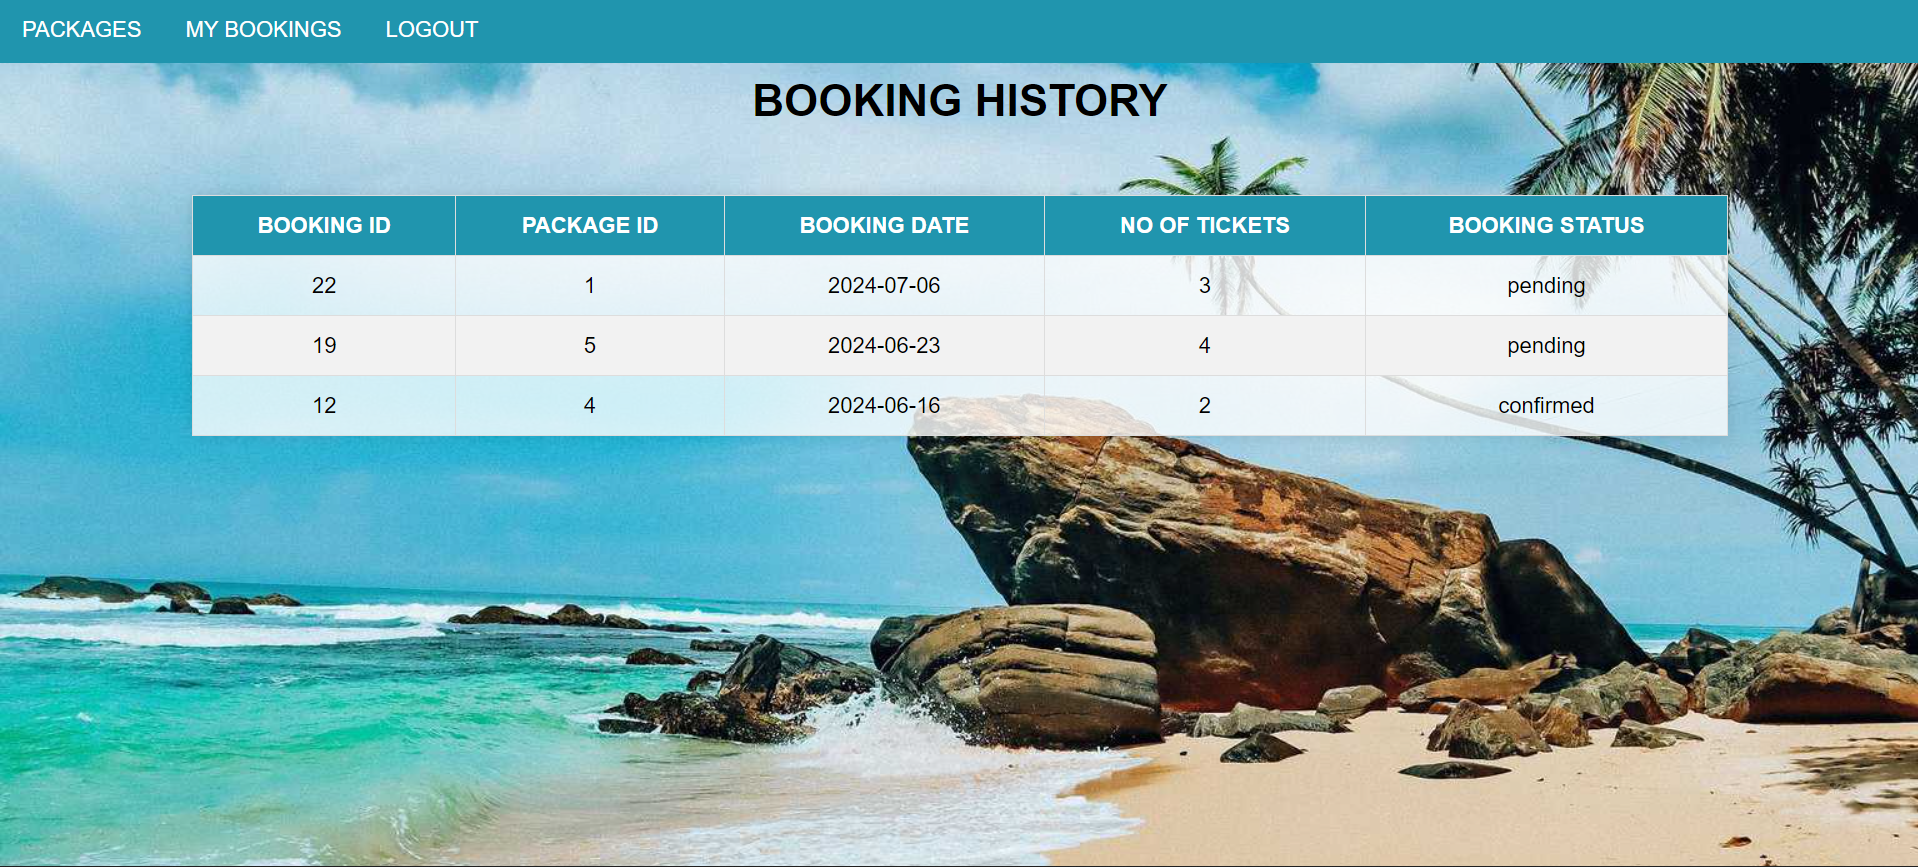 PACKAGES MY BOOKINGS LOGOUT
BOOKING HISTORY
BOOKING ID PACKAGE ID BOOKING DATE NO OF TICKETS BOOKING STATUS
22 1 2024-07-06 3 pending
19 5 2024-06-23 4 pending
12 4 2024-06-16 2 confirmed